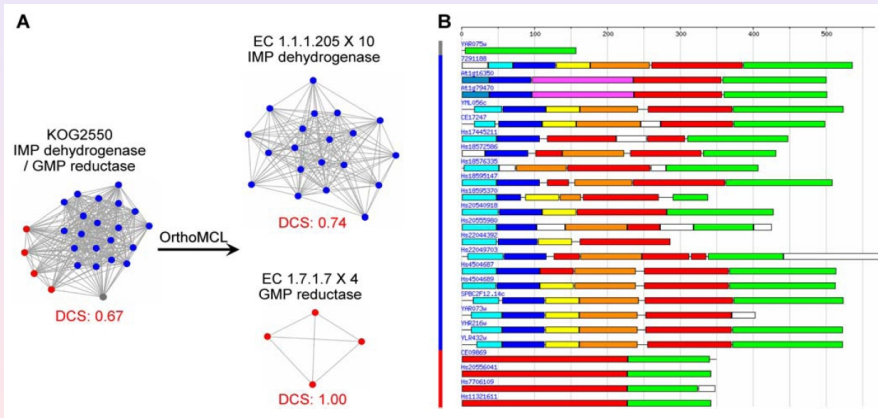 A
EC 1.1.1.205 X 10
IMP dehydrogenase
KOG2550
IMP dehydrogenase
/ GMP reductase
DCS: 0.74
OrthoMCL
EC 1.7.1.7 X 4
GMP reductase
DCS: 0.67
DCS: 1.00
B
0 100 200 300 400 500
YAR075w
7291188
At1g16350
At1g79470
YML056c
CE17247
Hs17445211
Hs18572586
Hs18576335
Hs18595147
Hs18595370
Hs20540918
Hs20555980
Hs22044392
Hs22049703
Hs4504687
Hs4504689
SPBC2F12.14c
YAR073w
YHR216w
YLR432w
CE09869
Hs20556041
Hs7706109
Hs11321611